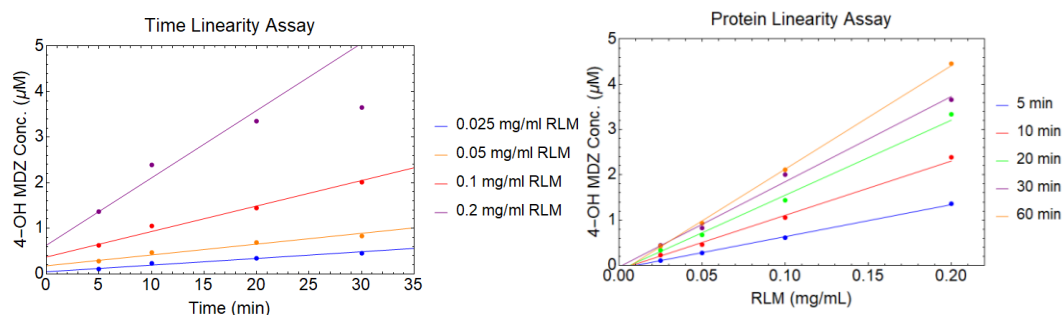 Time Linearity Assay
4-OH MDZ Conc. (μM)
5
4
3
2
1
0
0 5 10 15 20 25 30 35
Time (min)
0.025 mg/ml RLM
0.05 mg/ml RLM
0.1 mg/ml RLM
0.2 mg/ml RLM
Protein Linearity Assay
4-OH MDZ Conc. (μM)
5
4
3
2
1
0
0.00 0.05 0.10 0.15 0.20
RLM (mg/mL)
5 min
10 min
20 min
30 min
60 min